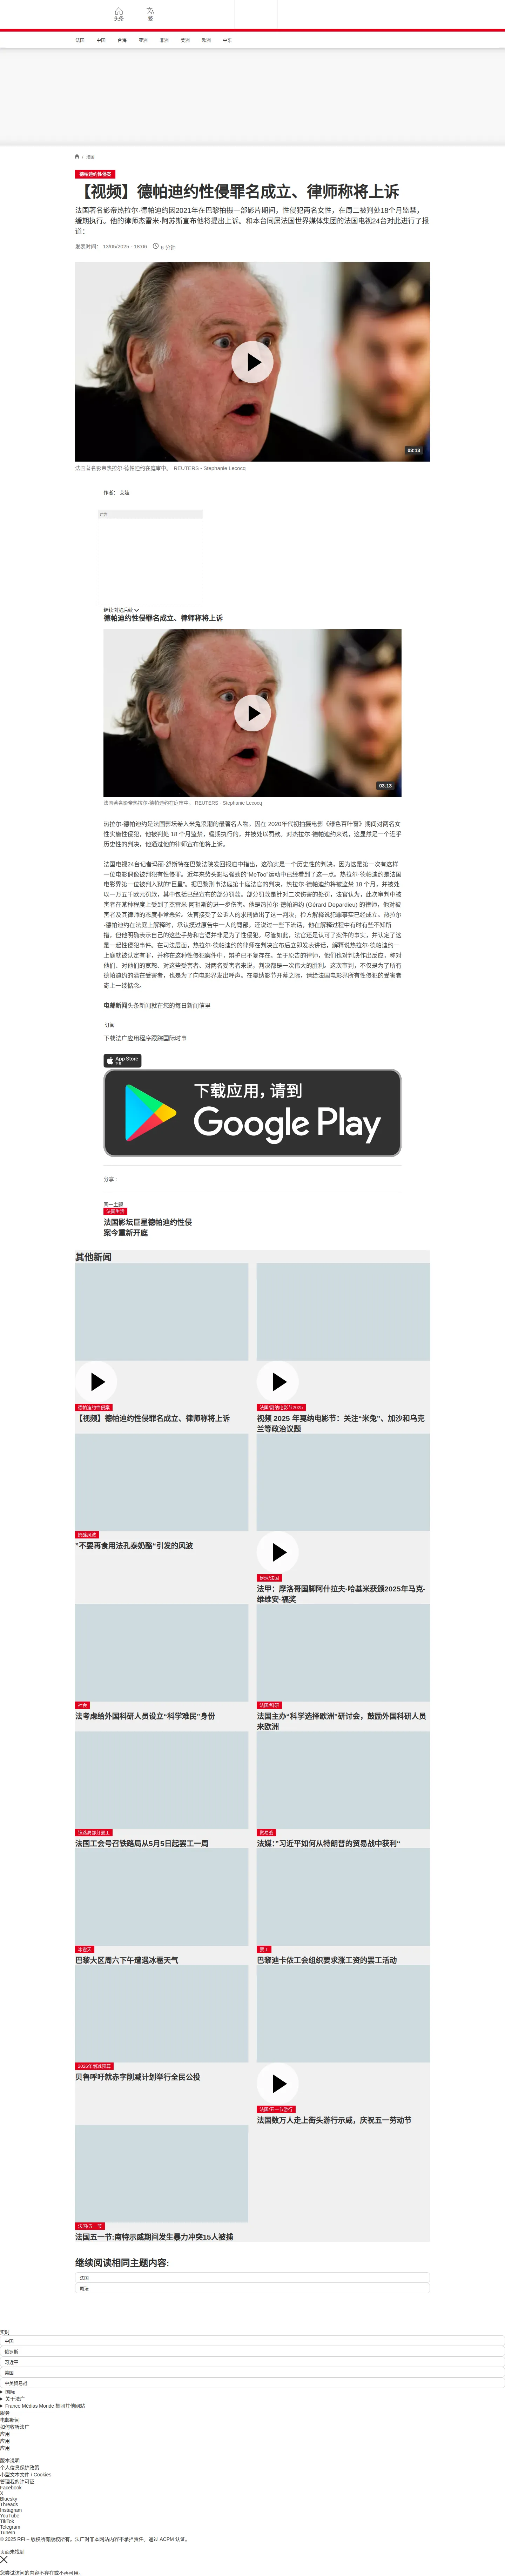 头条
繁
法国
中国
台海
亚洲
非洲
美洲
欧洲
中东
/ 法国
德帕迪约性侵案
【视频】德帕迪约性侵罪名成立、律师称将上诉
法国著名影帝热拉尔·德帕迪约因2021年在巴黎拍摄一部影片期间，性侵犯两名女性，在周二被判处18个月监禁，
缓期执行。他的律师杰雷米·阿苏斯宣布他将提出上诉。和本台同属法国世界媒体集团的法国电视24台对此进行了报
道:
发表时间： 13/05/2025 - 16:06
6 分钟
03:13
法国著名影帝热拉尔·德帕迪约在庭审中。 REUTERS - Stephanie Lecocq
作者： 艾祯
广告
继续浏览后续
德帕迪约性侵罪名成立、律师称将上诉
03:13
法国著名影帝热拉尔·德帕迪约在庭审中。 REUTERS - Stephanie Lecocq
热拉尔·德帕迪约是法国影坛卷入米兔浪潮的最著名人物。因在 2020年代初拍摄电影《绿色百叶窗》期间对两名女
性实施性侵犯，他被判处 18 个月监禁，缓期执行的。并被处以罚款。对杰拉尔·德帕迪约来说，这显然是一个近乎
历史性的判决，他通过他的律师宣布他将上诉。
法国电视24台记者玛丽·舒斯特在巴黎法院发回报道中指出，这确实是一个历史性的判决，因为这是第一次有这样
一位电影偶像被判犯有性侵罪。近年来势头影坛强劲的"MeToo"运动中已经看到了这一点。热拉尔·德帕迪约是法国
电影界第一位被判入狱的"巨星"。据巴黎刑事法庭第十庭法官的判决，热拉尔·德帕迪约将被监禁 18 个月，并被处
以一万五千欧元罚款，其中包括已经宣布的部分罚款。部分罚款是针对二次伤害的处罚。法官认为，在此次审判中被
害者在某种程度上受到了杰雷米·阿祖斯的进一步伤害，他是热拉尔·德帕迪约 (Gérard Depardieu) 的律师，他对被
害者及其律师的态度非常恶劣。法官接受了公诉人的求刑做出了这一判决，检方解释说犯罪事实已经成立。热拉尔
·德帕迪约在法庭上解释时，承认摸过原告中一人的臀部，还说过一些下流话。他在解释过程中有时有些不知所
措，但他明确表示自己的这些手势和言语并非是为了性侵犯。尽管如此，法官还是认可了案件的事实，并认定了这
是一起性侵犯事件。在司法层面，热拉尔·德帕迪约的律师在判决宣布后立即发表讲话，解释说热拉尔·德帕迪约一
上庭就被认定有罪，并称在这种性侵犯案件中，辩护已不复存在。至于原告的律师，他们也对判决作出反应，称对
他们、对他们的宽恕、对这些受害者、对两名受害者来说，判决都是一次伟大的胜利。这次审判，不仅是为了所有
德帕迪约的潜在受害者，也是为了向电影界发出呼声。在戛纳影节开幕之际，请给法国电影界所有性侵犯的受害者
寄上一缕惦念。
电邮新闻头条新闻就在您的每日新闻信里
订阅
下载法广应用程序跟踪国际时事
App Store
下载
下载应用，请到
Google Play
分享 :
同一主题
法国生活
法国影坛巨星德帕迪约性侵
案今重新开庭
其他新闻
德帕迪约性侵案
【视频】德帕迪约性侵罪名成立、律师称将上诉
法国/戛纳电影节2025
视频 2025 年戛纳电影节：关注"米兔"、加沙和乌克
兰等政治议题
奶酪风波
"不要再食用法孔泰奶酪"引发的风波
足球/法国
法甲：摩洛哥国脚阿什拉夫·哈基米获颁2025年马克-
维维安·福奖
社会
法考虑给外国科研人员设立"科学难民"身份
法国/科研
法国主办"科学选择欧洲"研讨会，鼓励外国科研人员
来欧洲
铁路局部分罢工
法国工会号召铁路局从5月5日起罢工一周
贸易战
法媒："习近平如何从特朗普的贸易战中获利"
冰雹天
巴黎大区周六下午遭遇冰雹天气
罢工
巴黎迪卡侬工会组织要求涨工资的罢工活动
2026年削减预算
贝鲁呼吁就赤字削减计划举行全民公投
法国/五一节游行
法国数万人走上街头游行示威，庆祝五一劳动节
法国/五一节
法国五一节:南特示威期间发生暴力冲突15人被捕
继续阅读相同主题内容:
法国
司法
实时
中国
俄罗斯
习近平
美国
中美贸易战
国际
关于法广
France Médias Monde 集团其他网站
服务
电邮新闻
如何收听法广
应用
应用
应用
版本说明
个人信息保护政策
小型文本文件 / Cookies
管理我的许可证
Facebook
X
Bluesky
Threads
Instagram
YouTube
TikTok
Telegram
TuneIn
© 2025 RFI – 版权所有版权所有。法广对非本网站内容不承担责任。通过 ACPM 认证。
页面未找到
您尝试访问的内容不存在或不再可用。